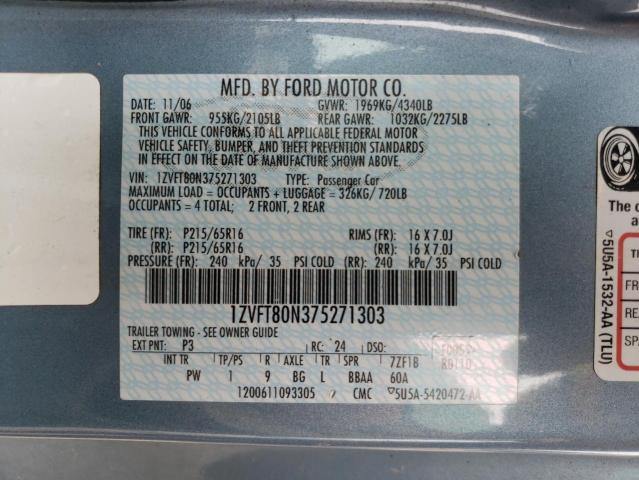 MFD. BY FORD MOTOR CO.
DATE: 11/06 GVWR: 1969KG/4340LB
FRONT GAWR: 955KG/2105LB REAR GAWR: 1032KG/2275LB
THIS VEHICLE CONFORMS TO ALL APPLICABLE FEDERAL MOTOR
VEHICLE SAFETY, BUMPER, AND THEFT PREVENTION STANDARDS
IN EFFECT ON THE DATE OF MANUFACTURE SHOWN ABOVE.
VIN: 1ZVFT80N375271303 TYPE: Passenger Car
MAXIMUM LOAD = OCCUPANTS + LUGGAGE = 326KG/720LB
OCCUPANTS = 4 TOTAL; 2 FRONT, 2 REAR
TIRE (FR): P215/65R16 RIMS (FR): 16 X 7.0J
(RR): P215/65R16 (RR): 16 X 7.0J
PRESSURE (FR): 240 kPa/ 35 PSI COLD (RR): 240 kPa/ 35 PSI COLD
1ZVFT80N375271303
TRAILER TOWING - SEE OWNER GUIDE
EXT PNT: P3 RC: 24 DSO:
INT TR TP/PS R AXLE TR SPR 7ZF1B
PW 1 9 BG L BBAA 60A
1200611093305 CMC ▽5U5A-5420472-AA
The
a
▽5U5A-1532-AA (TLU)
FR
RE
SP